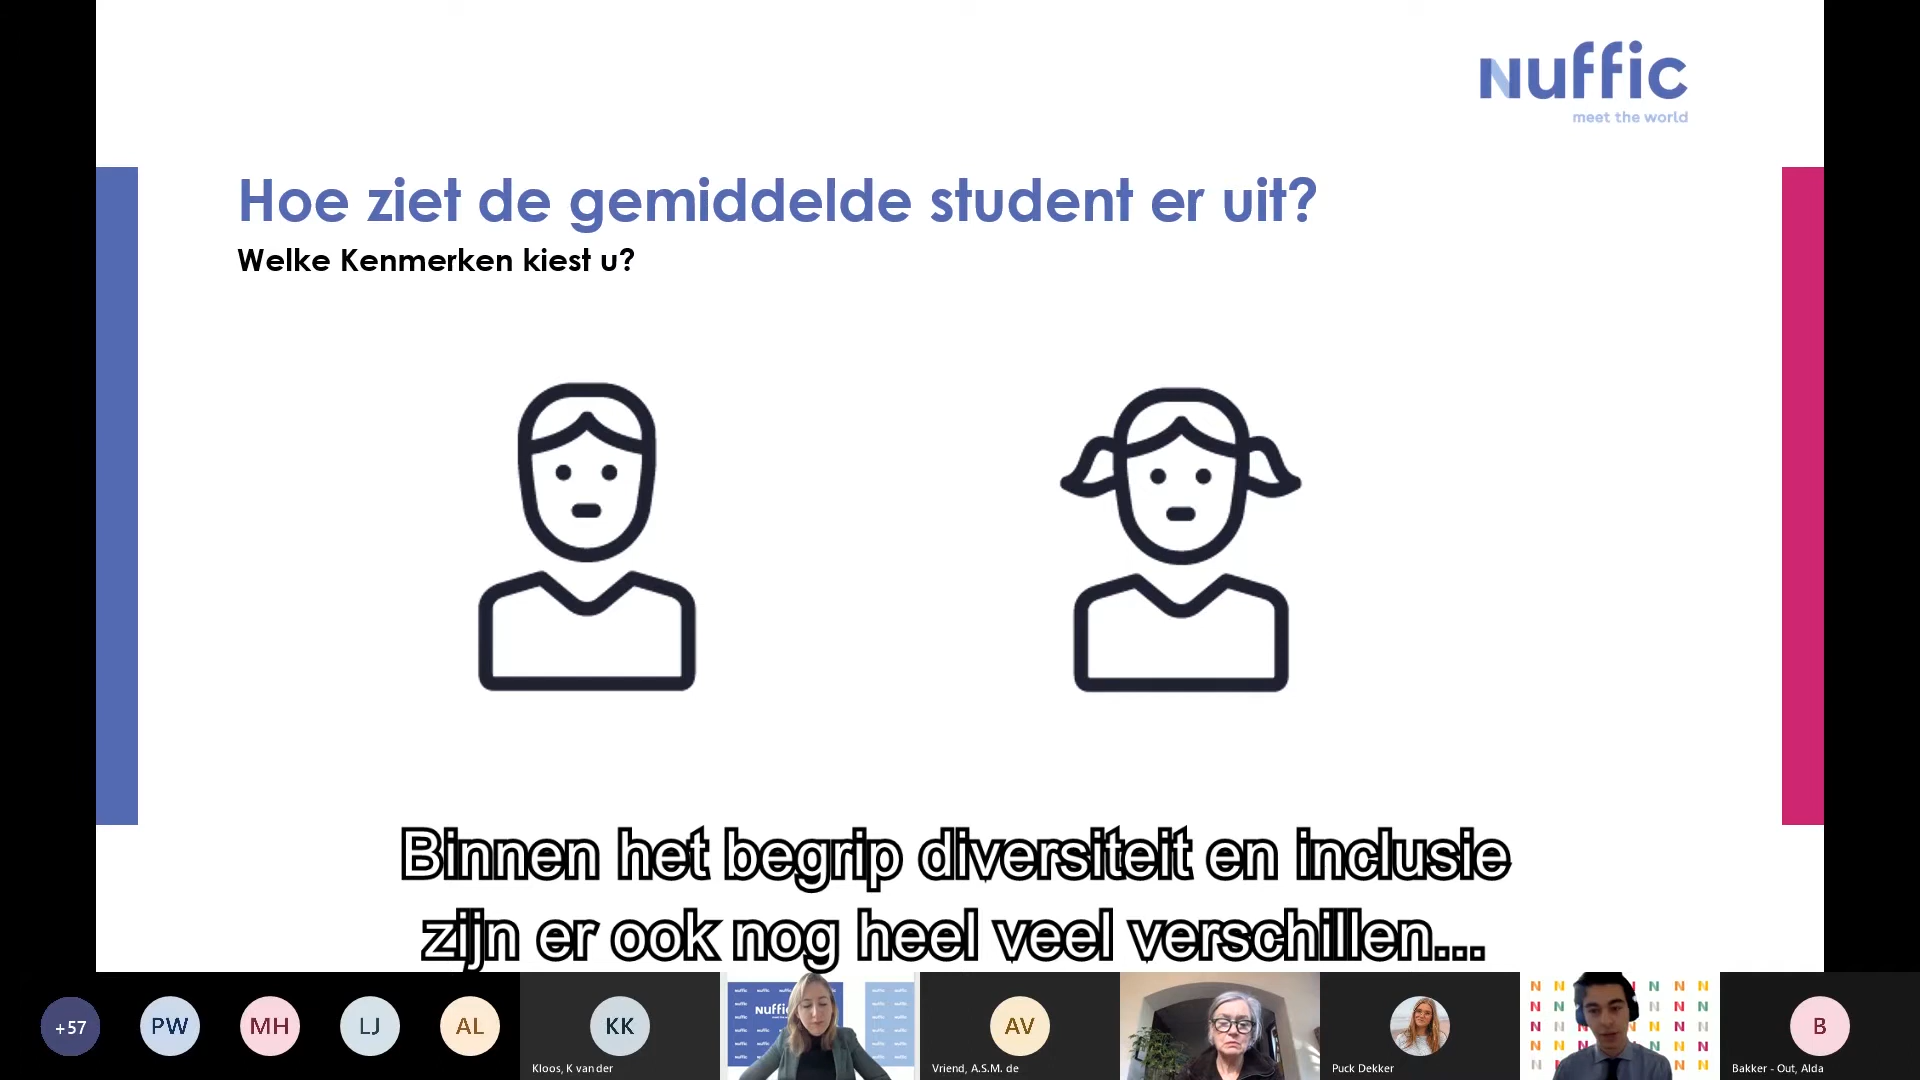 Nuffic
meet the world
Hoe ziet de gemiddelde student er uit?
Welke Kenmerken kiest u?
Binnen het begrip diversiteit en inclusie
zijn er ook nog heel veel verschillen...
+57
PW
MH
LJ
AL
KK
Kloos, K van der
Nuffic
AV
Vriend, A.S.M. de
Puck Dekker
B
Bakker - Out, Alda